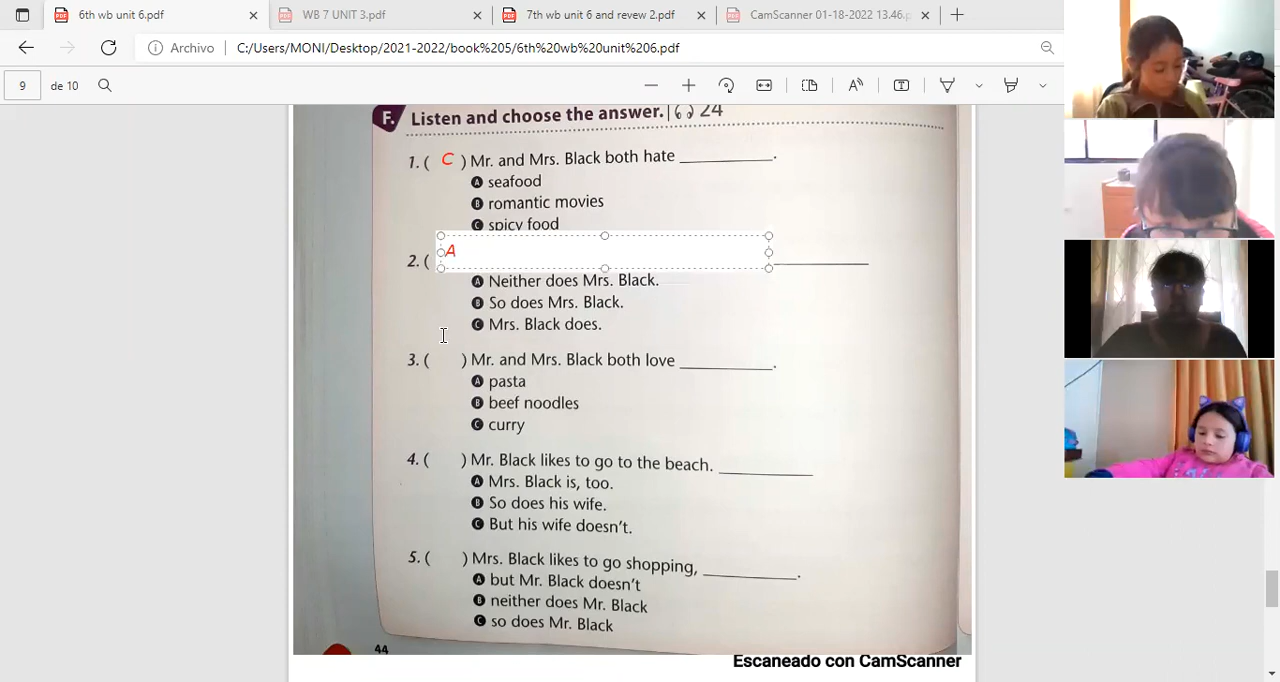 6th wb unit 6.pdf
WB 7 UNIT 3.pdf
7th wb unit 6 and revew 2.pdf
CamScanner 01-18-2022 13.46.p
Archivo
C:/Users/MONI/Desktop/2021-2022/book%205/6th%20wb%20unit%206.pdf
9 de 10
F. Listen and choose the answer. 24
1. ( C ) Mr. and Mrs. Black both hate ________.
A seafood
B romantic movies
C spicy food
2. ( A ________
A Neither does Mrs. Black.
B So does Mrs. Black.
C Mrs. Black does.
3. ( ) Mr. and Mrs. Black both love ________.
A pasta
B beef noodles
C curry
4. ( ) Mr. Black likes to go to the beach. ________
A Mrs. Black is, too.
B So does his wife.
C But his wife doesn't.
5. ( ) Mrs. Black likes to go shopping, ________.
A but Mr. Black doesn't
B neither does Mr. Black
C so does Mr. Black
44
Escaneado con CamScanner